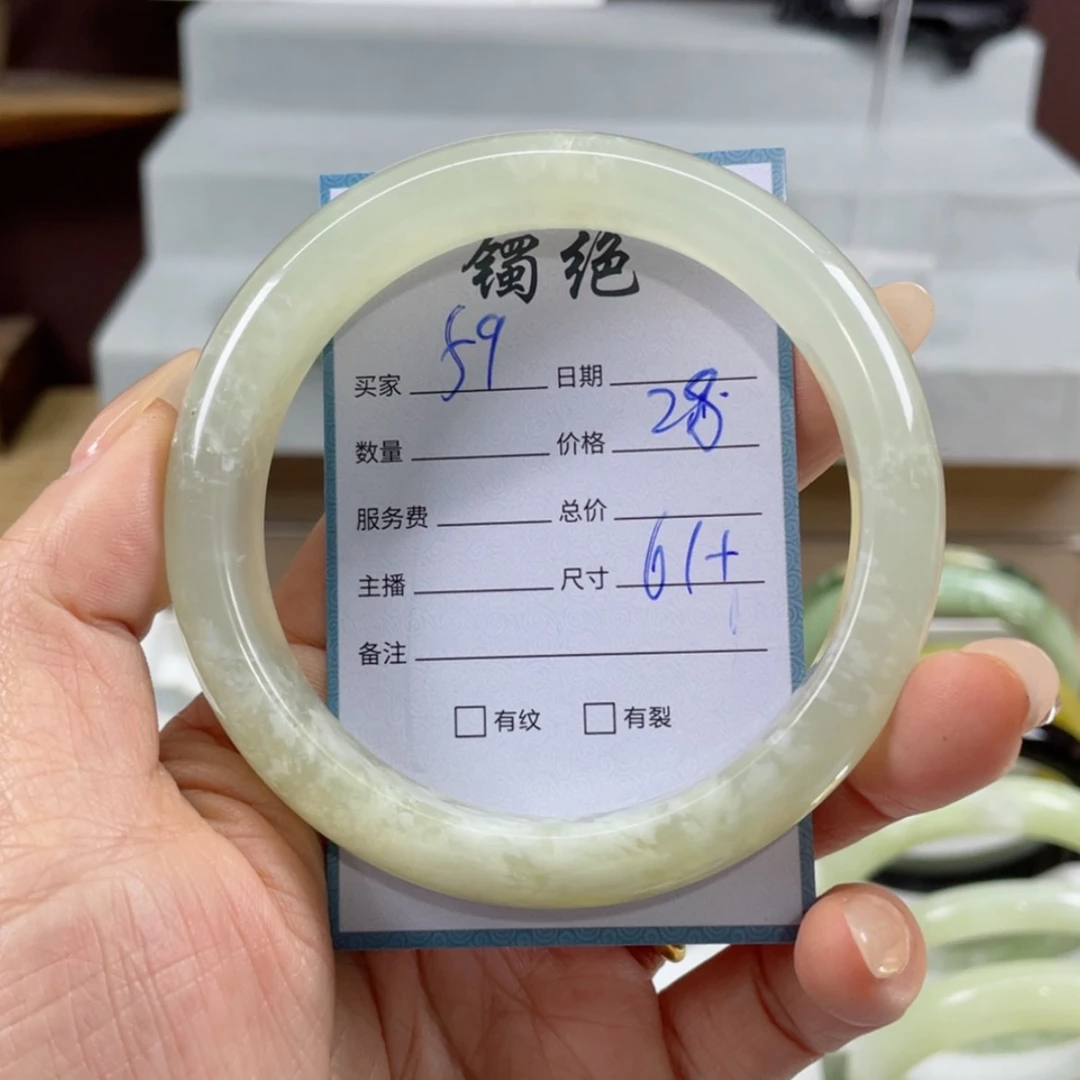 镯绝
买家 59 日期
数量 价格 28
服务费 总价
主播 尺寸 61+
备注
□有纹 □有裂